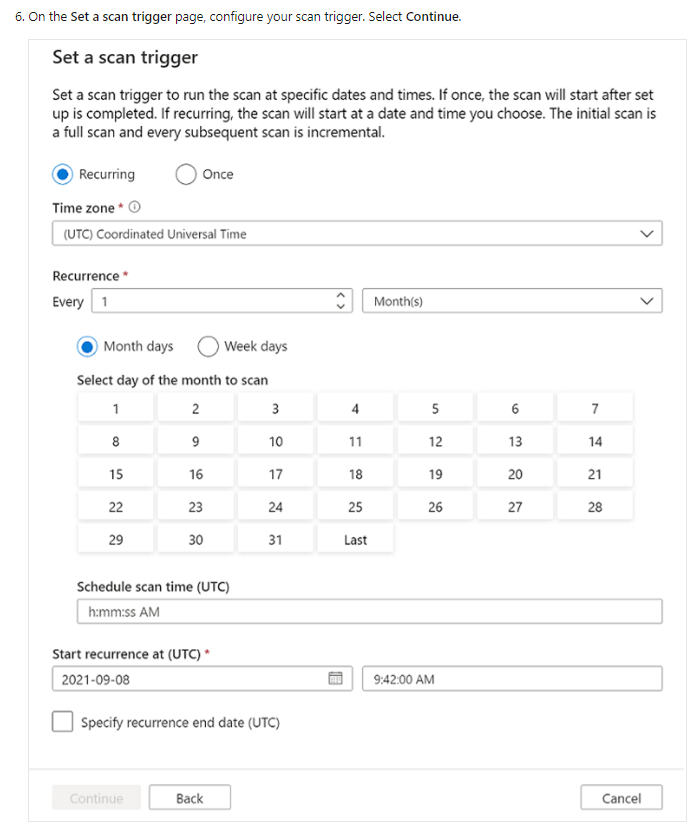 6. On the Set a scan trigger page, configure your scan trigger. Select Continue.
Set a scan trigger
Set a scan trigger to run the scan at specific dates and times. If once, the scan will start after set
up is completed. If recurring, the scan will start at a date and time you choose. The initial scan is
a full scan and every subsequent scan is incremental.
Recurring Once
Time zone *
(UTC) Coordinated Universal Time
Recurrence *
Every 1 Month(s)
Month days Week days
Select day of the month to scan
1 2 3 4 5 6 7
8 9 10 11 12 13 14
15 16 17 18 19 20 21
22 23 24 25 26 27 28
29 30 31 Last
Schedule scan time (UTC)
h:mm:ss AM
Start recurrence at (UTC) *
2021-09-08 9:42:00 AM
Specify recurrence end date (UTC)
Continue Back Cancel